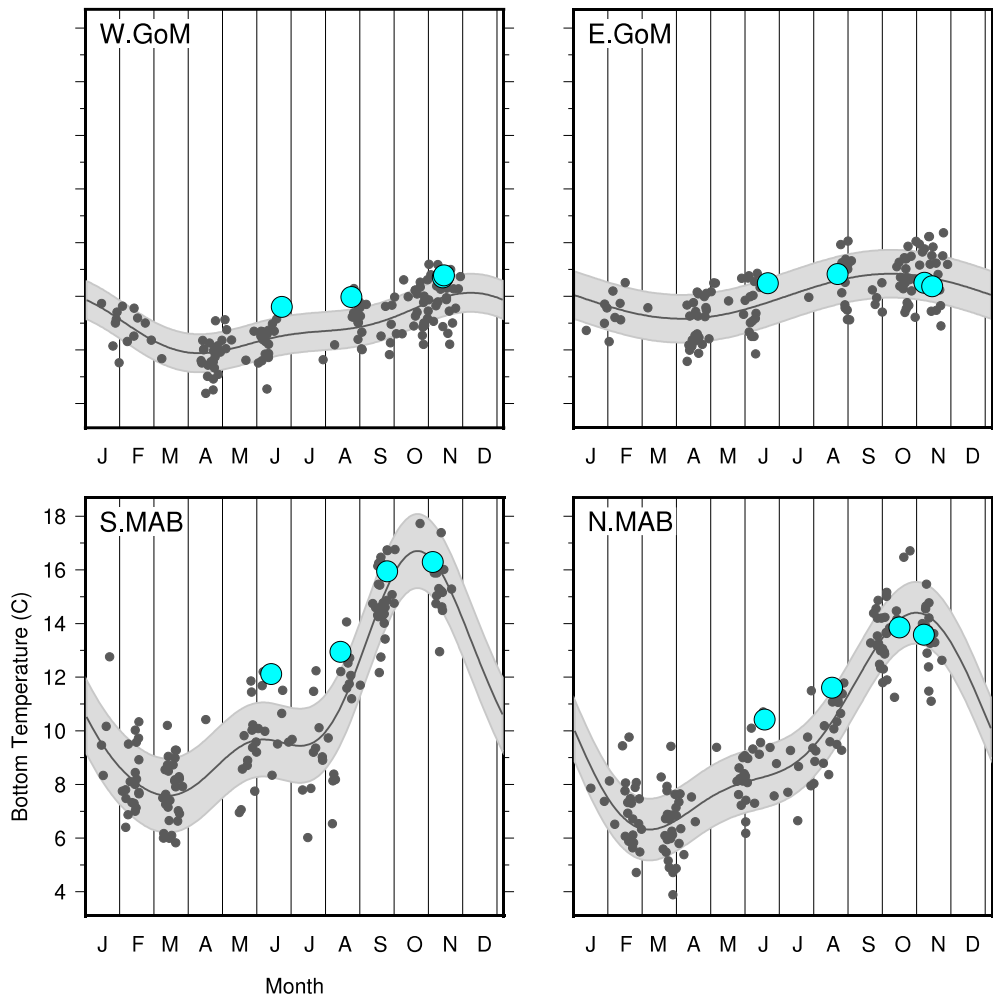 W.GoM
E.GoM
J F M A M J J A S O N D
J F M A M J J A S O N D
S.MAB
N.MAB
18
16
14
12
10
8
6
4
Bottom Temperature (C)
J F M A M J J A S O N D
J F M A M J J A S O N D
Month